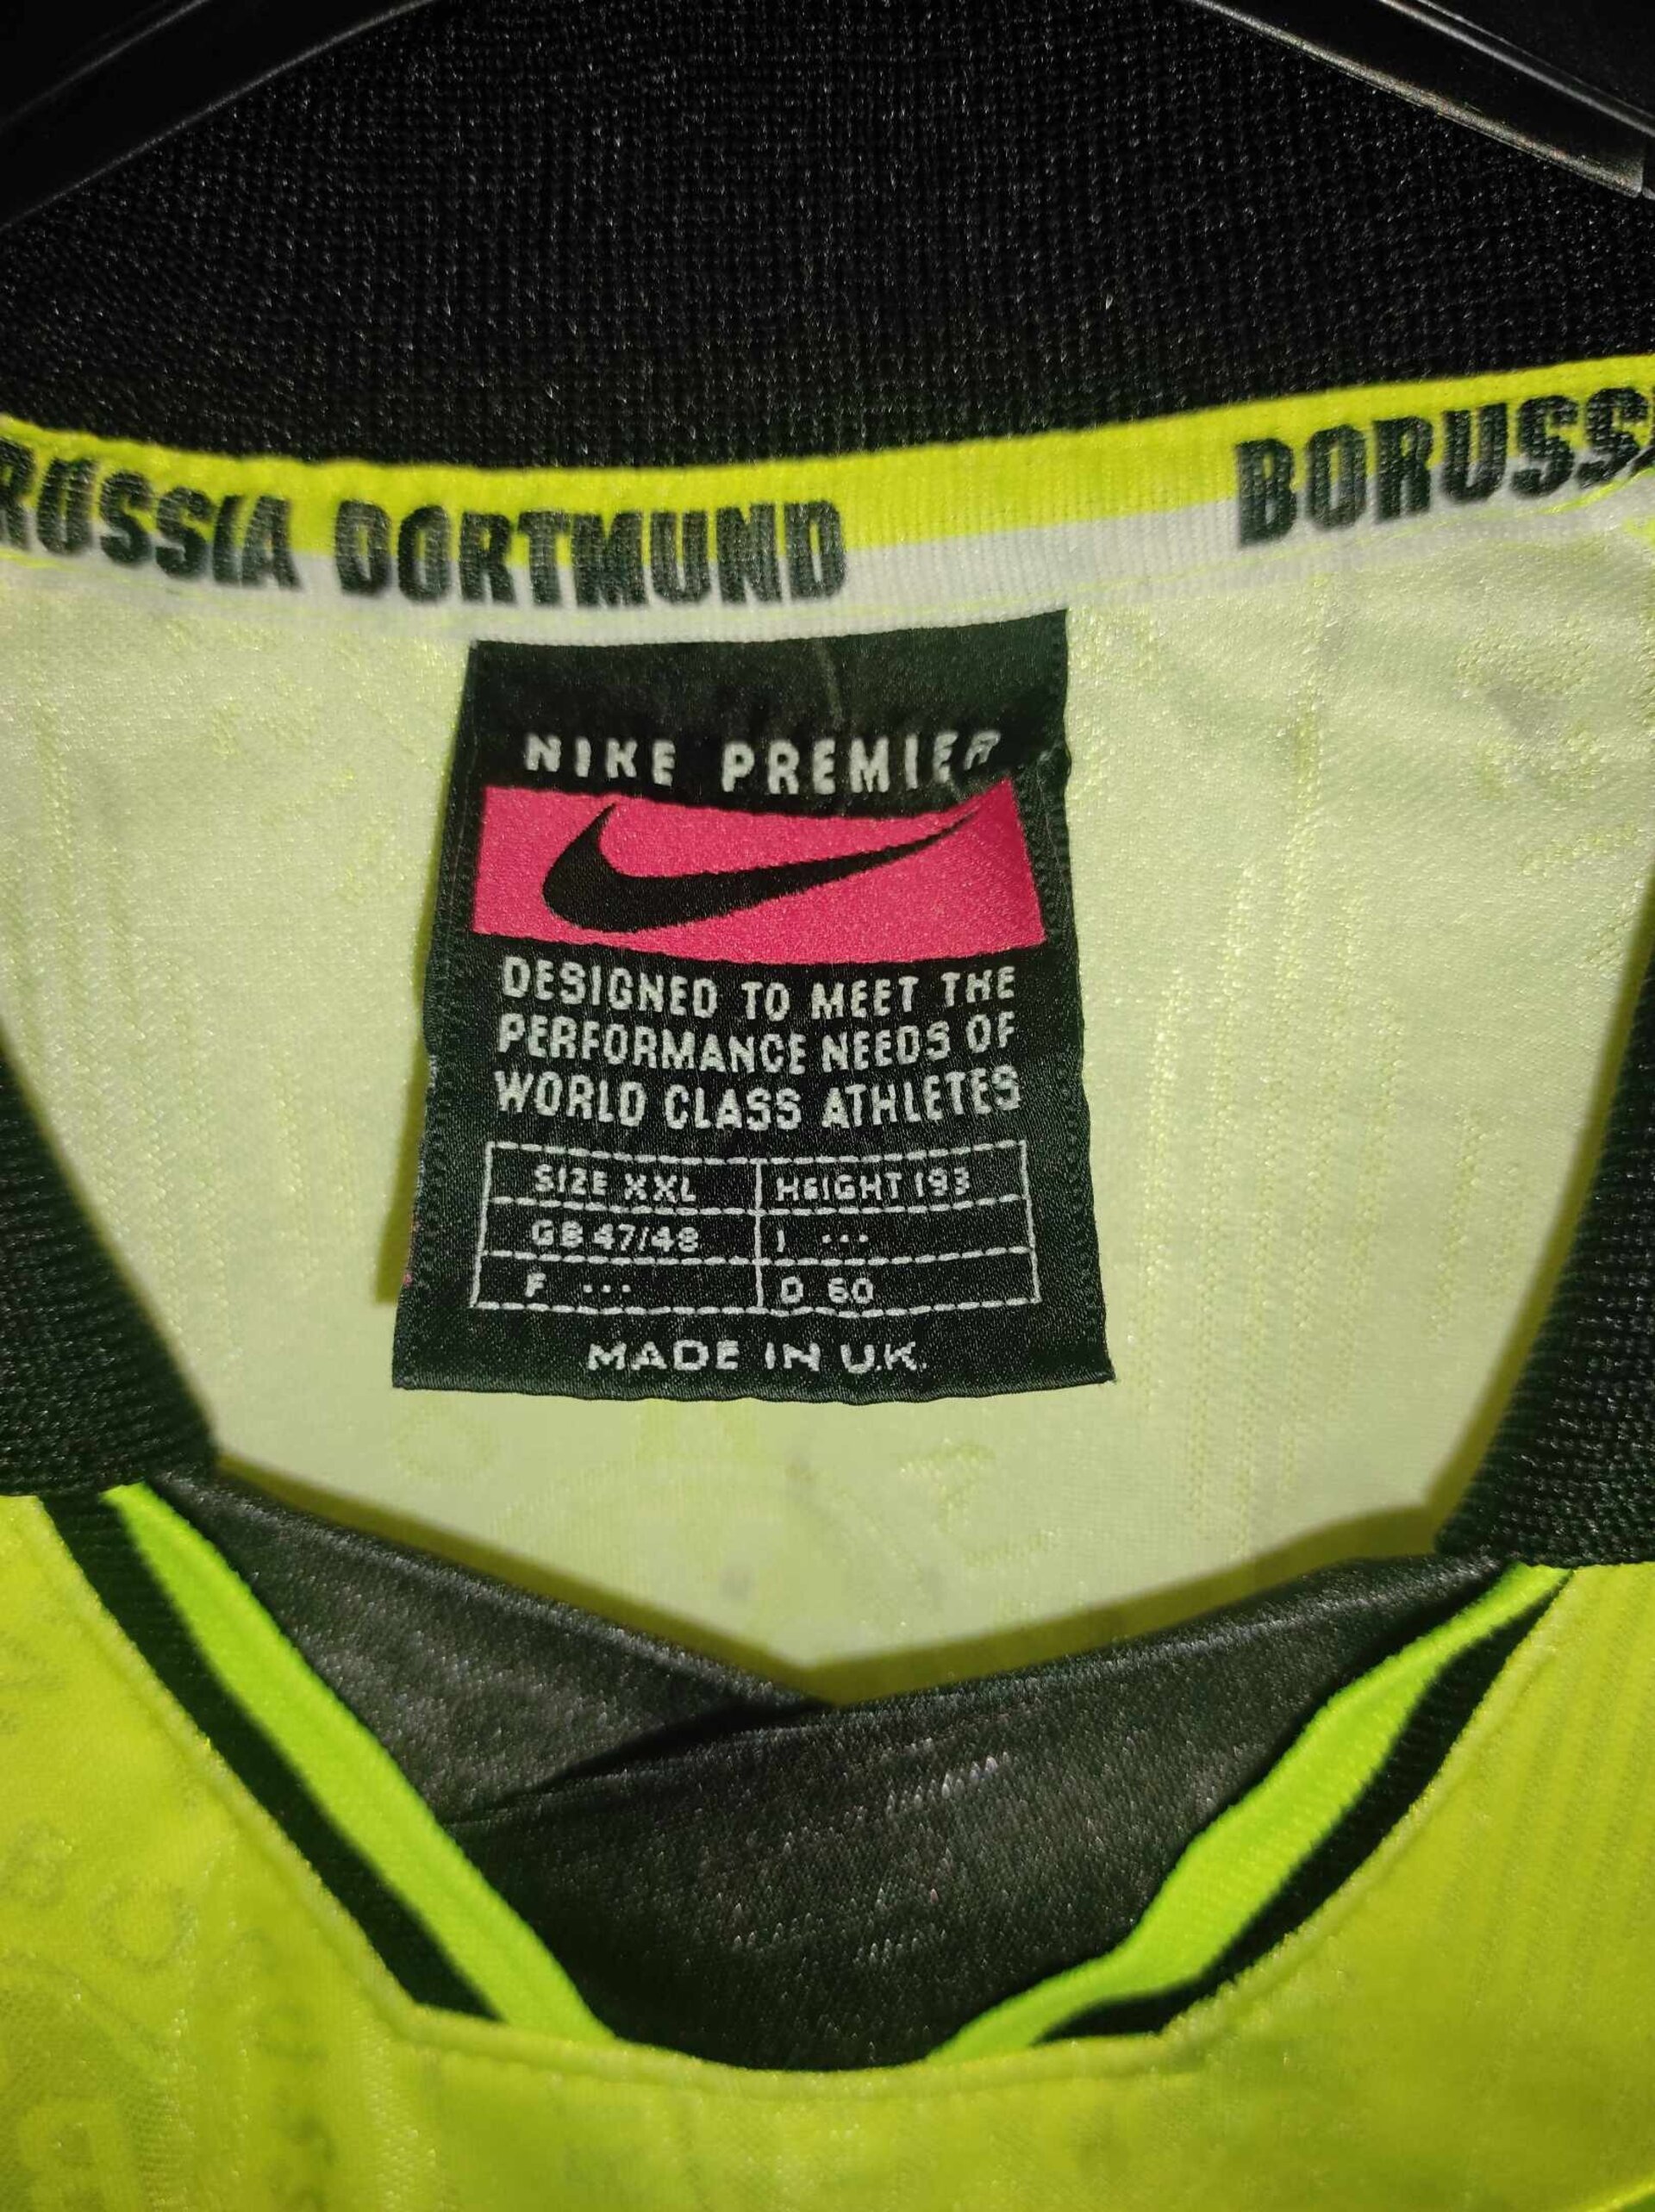 RUSSIA DORTMUND BORUSS
NIKE PREMIER
DESIGNED TO MEET THE
PERFORMANCE NEEDS OF
WORLD CLASS ATHLETES
SIZE XXL HEIGHT 193
GB 47/48 I ...
F ... D 60
MADE IN U.K.